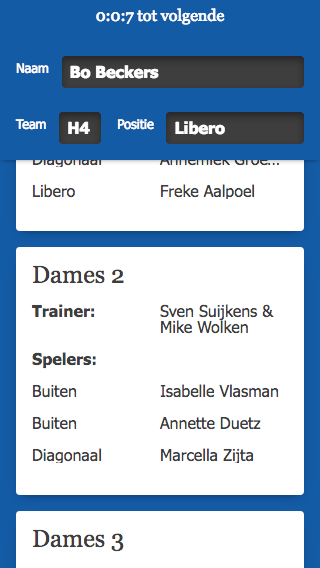 0:0:7 tot volgende
Naam Bo Beckers
Team H4 Positie Libero
Diagonaal Annemiek Groe...
Libero Freke Aalpoel
Dames 2
Trainer: Sven Suijkens &
Mike Wolken
Spelers:
Buiten Isabelle Vlasman
Buiten Annette Duetz
Diagonaal Marcella Zijta
Dames 3